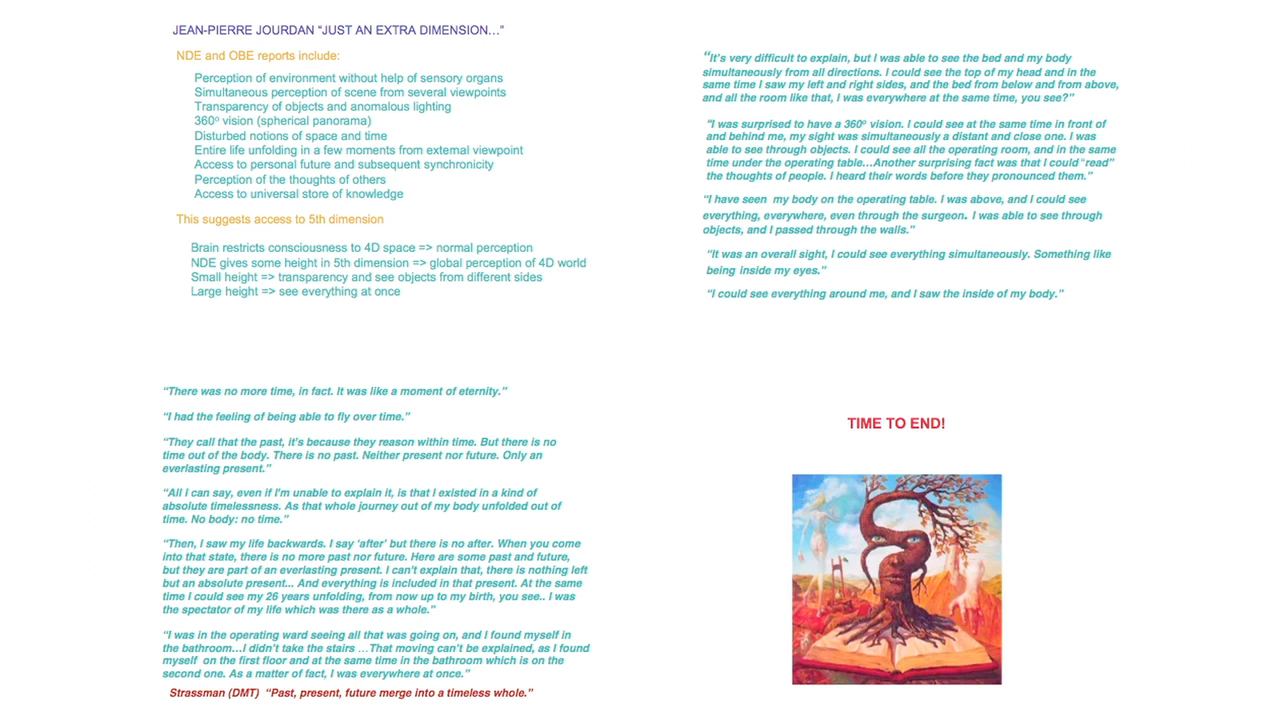 JEAN-PIERRE JOURDAN “JUST AN EXTRA DIMENSION…”
NDE and OBE reports include:
Perception of environment without help of sensory organs
Simultaneous perception of scene from several viewpoints
Transparency of objects and anomalous lighting
360º vision (spherical panorama)
Disturbed notions of space and time
Entire life unfolding in a few moments from external viewpoint
Access to personal future and subsequent synchronicity
Perception of the thoughts of others
Access to universal store of knowledge
This suggests access to 5th dimension
Brain restricts consciousness to 4D space => normal perception
NDE gives some height in 5th dimension => global perception of 4D world
Small height => transparency and see objects from different sides
Large height => see everything at once
“It’s very difficult to explain, but I was able to see the bed and my body
simultaneously from all directions. I could see the top of my head and in the
same time I saw my left and right sides, and the bed from below and from above,
and all the room like that, I was everywhere at the same time, you see?”
“I was surprised to have a 360º vision. I could see at the same time in front of
and behind me, my sight was simultaneously a distant and close one. I was
able to see through objects. I could see all the operating room, and in the same
time under the operating table…Another surprising fact was that I could “read”
the thoughts of people. I heard their words before they pronounced them.”
“I have seen my body on the operating table. I was above, and I could see
everything, everywhere, even through the surgeon. I was able to see through
objects, and I passed through the walls.”
“It was an overall sight, I could see everything simultaneously. Something like
being inside my eyes.”
“I could see everything around me, and I saw the inside of my body.”
“There was no more time, in fact. It was like a moment of eternity.”
“I had the feeling of being able to fly over time.”
“They call that the past, it’s because they reason within time. But there is no
time out of the body. There is no past. Neither present nor future. Only an
everlasting present.”
“All I can say, even if I’m unable to explain it, is that I existed in a kind of
absolute timelessness. As that whole journey out of my body unfolded out of
time. No body: no time.”
“Then, I saw my life backwards. I say ‘after’ but there is no after. When you come
into that state, there is no more past nor future. Here are some past and future,
but they are part of an everlasting present. I can’t explain that, there is nothing left
but an absolute present... And everything is included in that present. At the same
time I could see my 26 years unfolding, from now up to my birth, you see.. I was
the spectator of my life which was there as a whole.”
“I was in the operating ward seeing all that was going on, and I found myself in
the bathroom…I didn’t take the stairs …That moving can’t be explained, as I found
myself on the first floor and at the same time in the bathroom which is on the
second one. As a matter of fact, I was everywhere at once.”
Strassman (DMT) “Past, present, future merge into a timeless whole.”
TIME TO END!